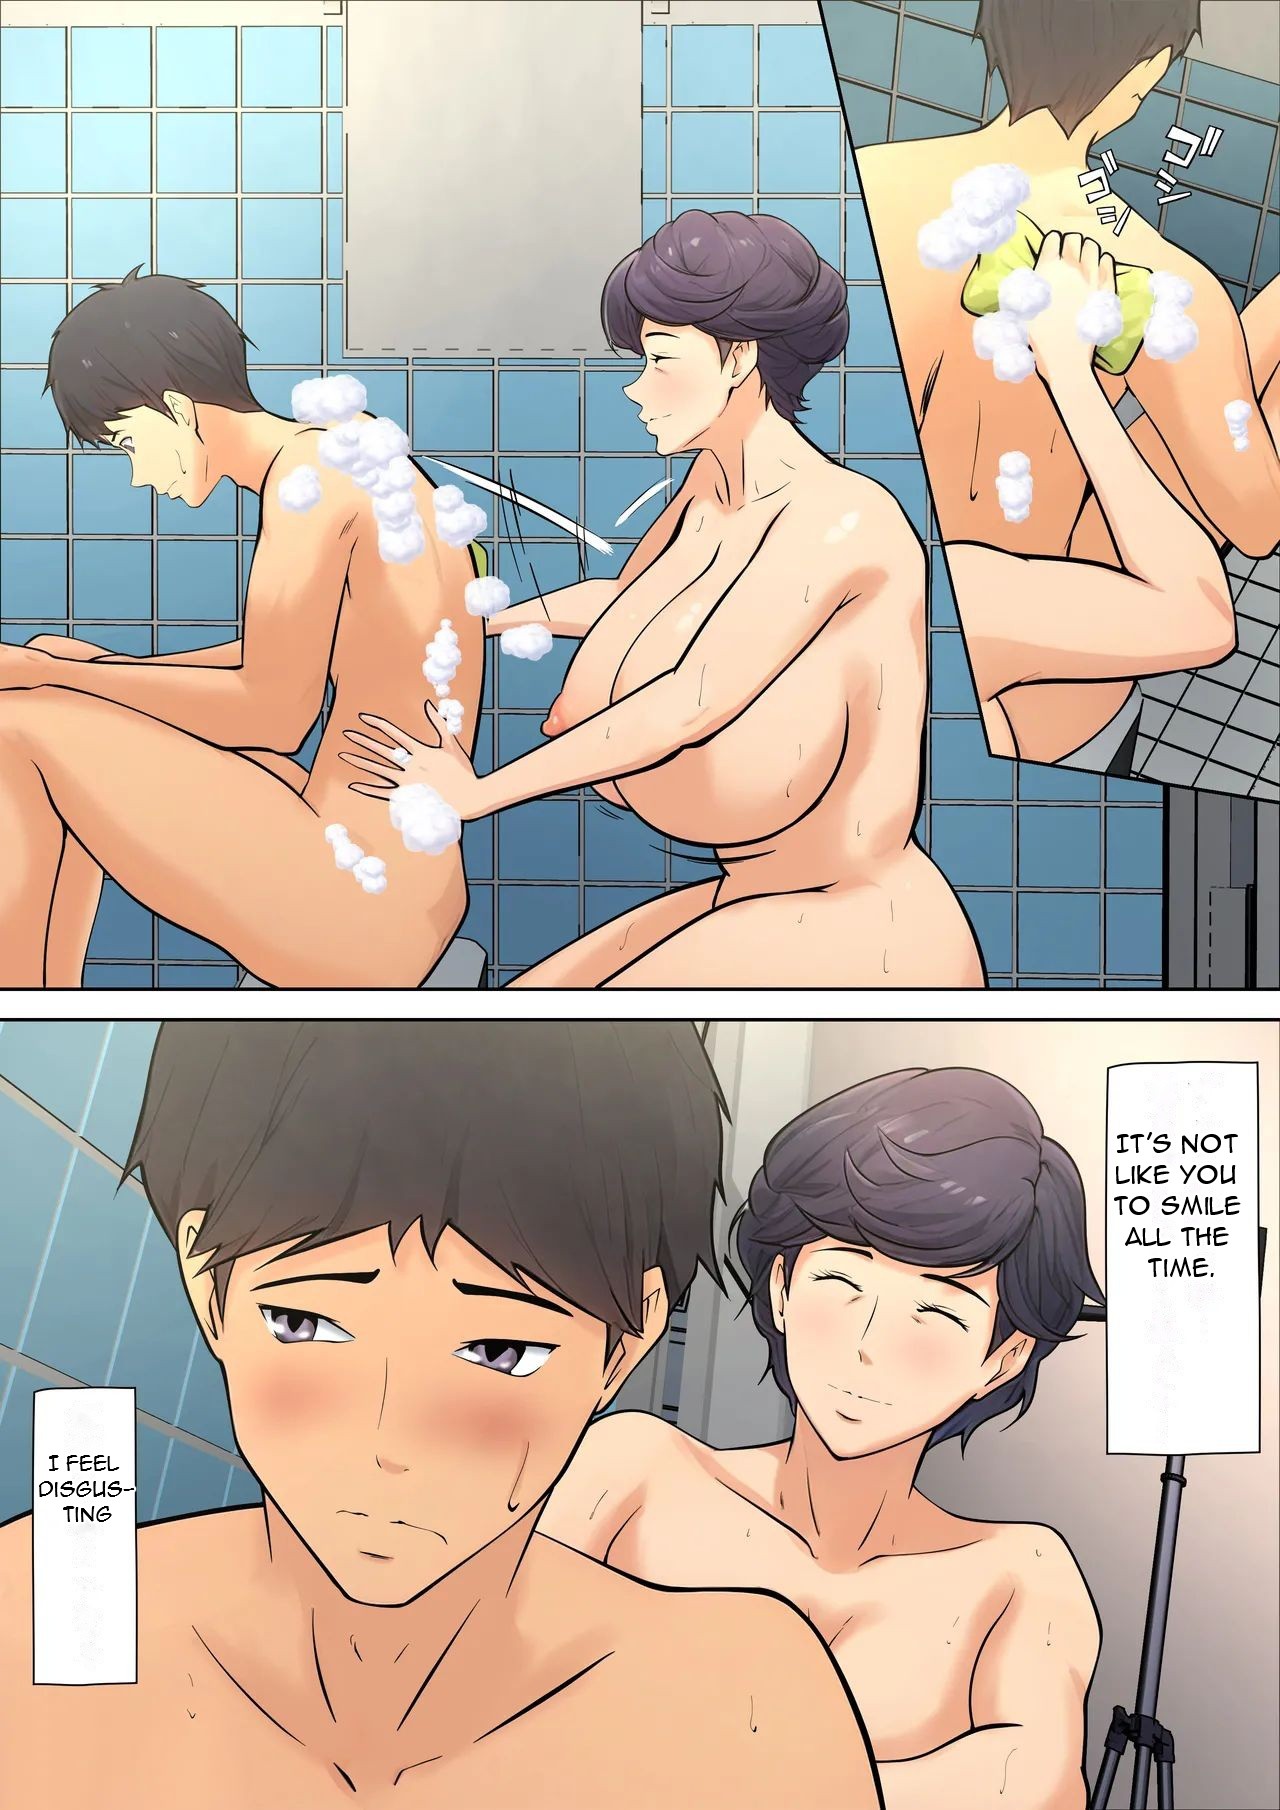 ゴシ
ゴシ
IT'S NOT
LIKE YOU
TO SMILE
ALL THE
TIME.
I FEEL
DISGUS-
TING